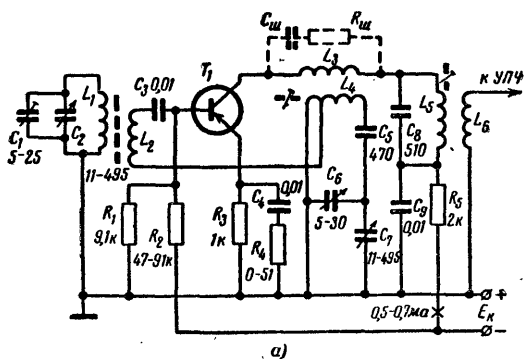 Cш Rш
T1 L3
C3 0,01 L4
L1 L5 к УПЧ
C1 C2 L2 C5 C8 L6
5-25 470 510
11-495 C6
C4 0,01 C9 R5
R1 R2 R3 5-30 C7 0,01 2к
9,1к 1к R4 11-495
47-91к 0-51
+
0,5-0,7ма Eк
−
а)